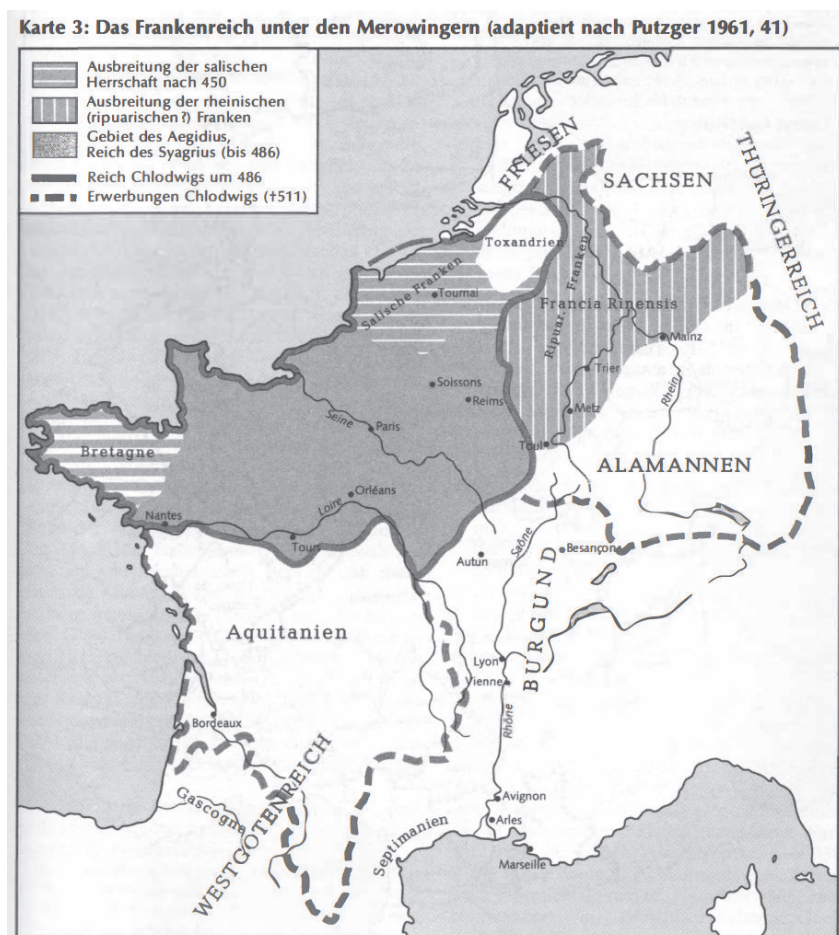 Karte 3: Das Frankenreich unter den Merowingern (adaptiert nach Putzger 1961, 41)
Ausbreitung der salischen
Herrschaft nach 450
Ausbreitung der rheinischen
(ripuarischen?) Franken
Gebiet des Aegidius,
Reich des Syagrius (bis 486)
Reich Chlodwigs um 486
Erwerbungen Chlodwigs (†511)
FRIESEN
SACHSEN
THÜRINGERREICH
Toxandrien
Salische Franken
Tournai
Ripuar. Franken
Francia Rinensis
Mainz
Trier
Rhein
Soissons
Reims
Metz
Seine
Paris
Toul
Bretagne
ALAMANNEN
Orléans
Loire
Nantes
Tours
Saône
Besançon
Autun
BURGUND
Aquitanien
Lyon
Vienne
Bordeaux
Rhône
WESTGOTENREICH
Gascogne
Avignon
Arles
Septimanien
Marseille